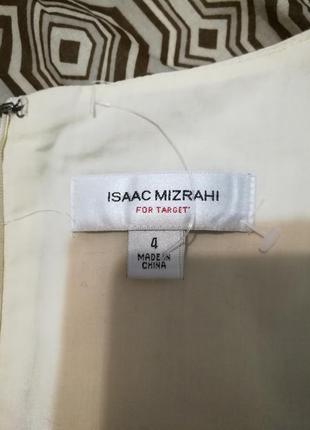 ISAAC MIZRAHI
FOR TARGET
4
MADE IN
CHINA